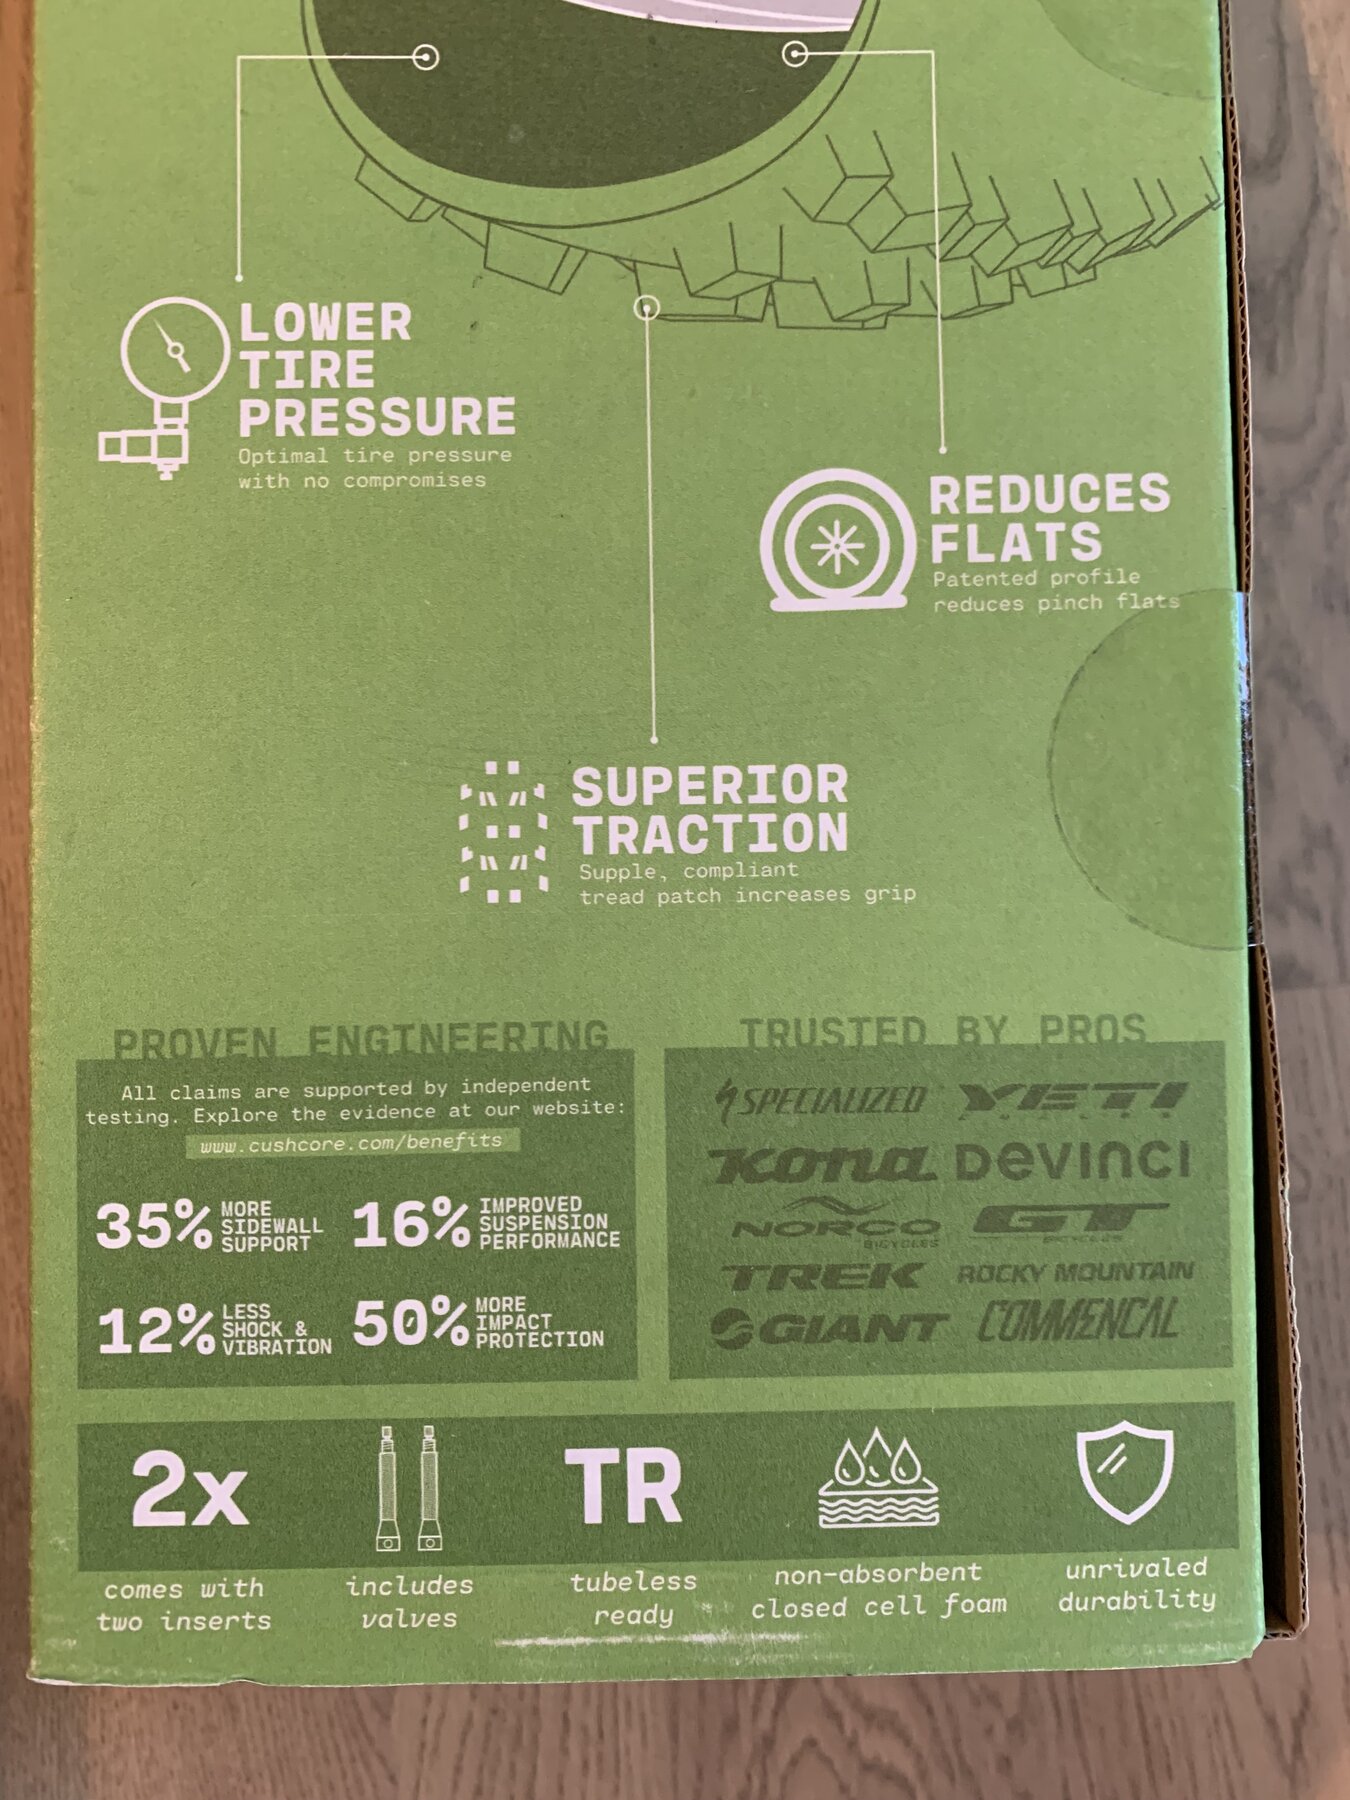 LOWER
TIRE
PRESSURE
Optimal tire pressure
with no compromises
REDUCES
FLATS
Patented profile
reduces pinch flats
SUPERIOR
TRACTION
Supple, compliant
tread patch increases grip
PROVEN ENGINEERING
All claims are supported by independent
testing. Explore the evidence at our website:
www.cushcore.com/benefits
35% MORE
SIDEWALL
SUPPORT
16% IMPROVED
SUSPENSION
PERFORMANCE
12% LESS
SHOCK &
VIBRATION
50% MORE
IMPACT
PROTECTION
TRUSTED BY PROS
SPECIALIZED YETI
KONA DEVINCI
NORCO
BICYCLES
GT
BICYCLES
TREK ROCKY MOUNTAIN
GIANT COMMENCAL
2x
comes with
two inserts
includes
valves
TR
tubeless
ready
non-absorbent
closed cell foam
unrivaled
durability